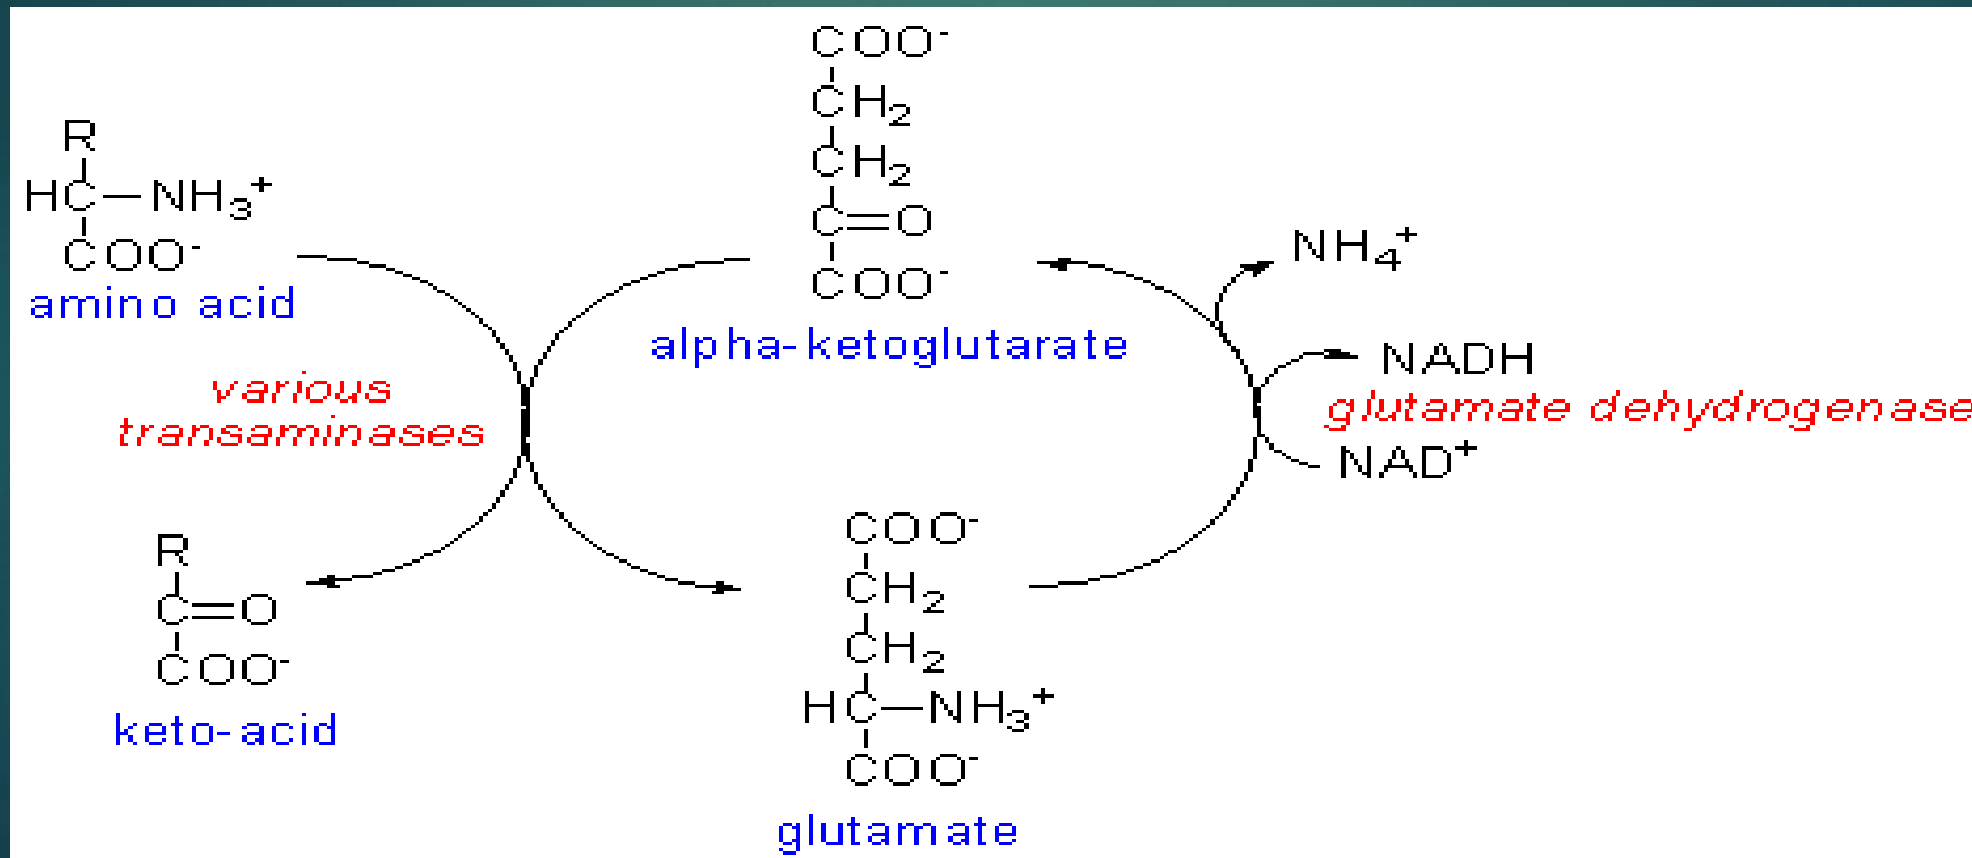 COO-
CH2
CH2
C=O
COO-
alpha-ketoglutarate
R
HC—NH3+
COO-
amino acid
various
transaminases
R
C=O
COO-
keto-acid
COO-
CH2
CH2
HC—NH3+
COO-
glutamate
NH4+
NADH
glutamate dehydrogenase
NAD+